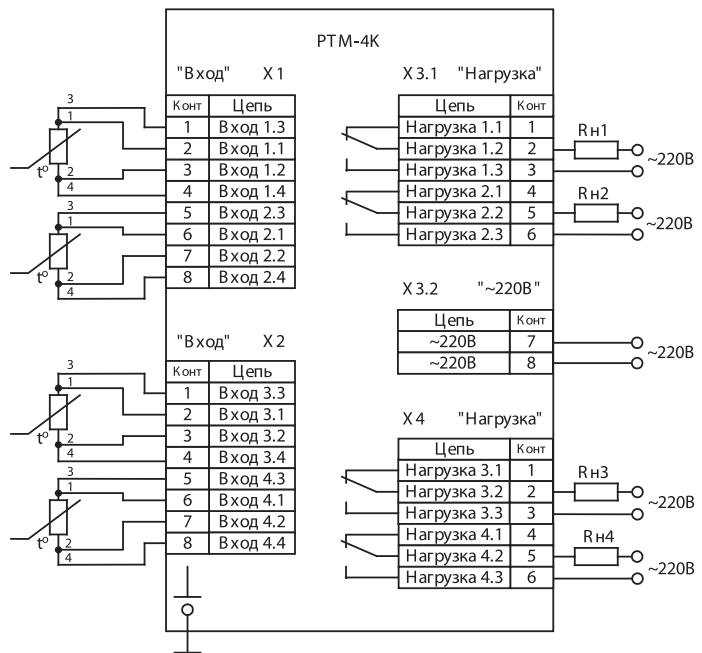 РТМ-4К
"Вход" Х1
Конт Цепь
1 Вход 1.3
2 Вход 1.1
3 Вход 1.2
4 Вход 1.4
5 Вход 2.3
6 Вход 2.1
7 Вход 2.2
8 Вход 2.4
3
1
2
4
t°
3
1
2
4
t°
"Вход" Х2
Конт Цепь
1 Вход 3.3
2 Вход 3.1
3 Вход 3.2
4 Вход 3.4
5 Вход 4.3
6 Вход 4.1
7 Вход 4.2
8 Вход 4.4
3
1
2
4
t°
3
1
2
4
t°
Х3.1 "Нагрузка"
Цепь Конт
Нагрузка 1.1 1
Нагрузка 1.2 2
Нагрузка 1.3 3
Нагрузка 2.1 4
Нагрузка 2.2 5
Нагрузка 2.3 6
Rн1
~220В
Rн2
~220В
Х3.2 "~220В"
Цепь Конт
~220В 7
~220В 8
~220В
Х4 "Нагрузка"
Цепь Конт
Нагрузка 3.1 1
Нагрузка 3.2 2
Нагрузка 3.3 3
Нагрузка 4.1 4
Нагрузка 4.2 5
Нагрузка 4.3 6
Rн3
~220В
Rн4
~220В